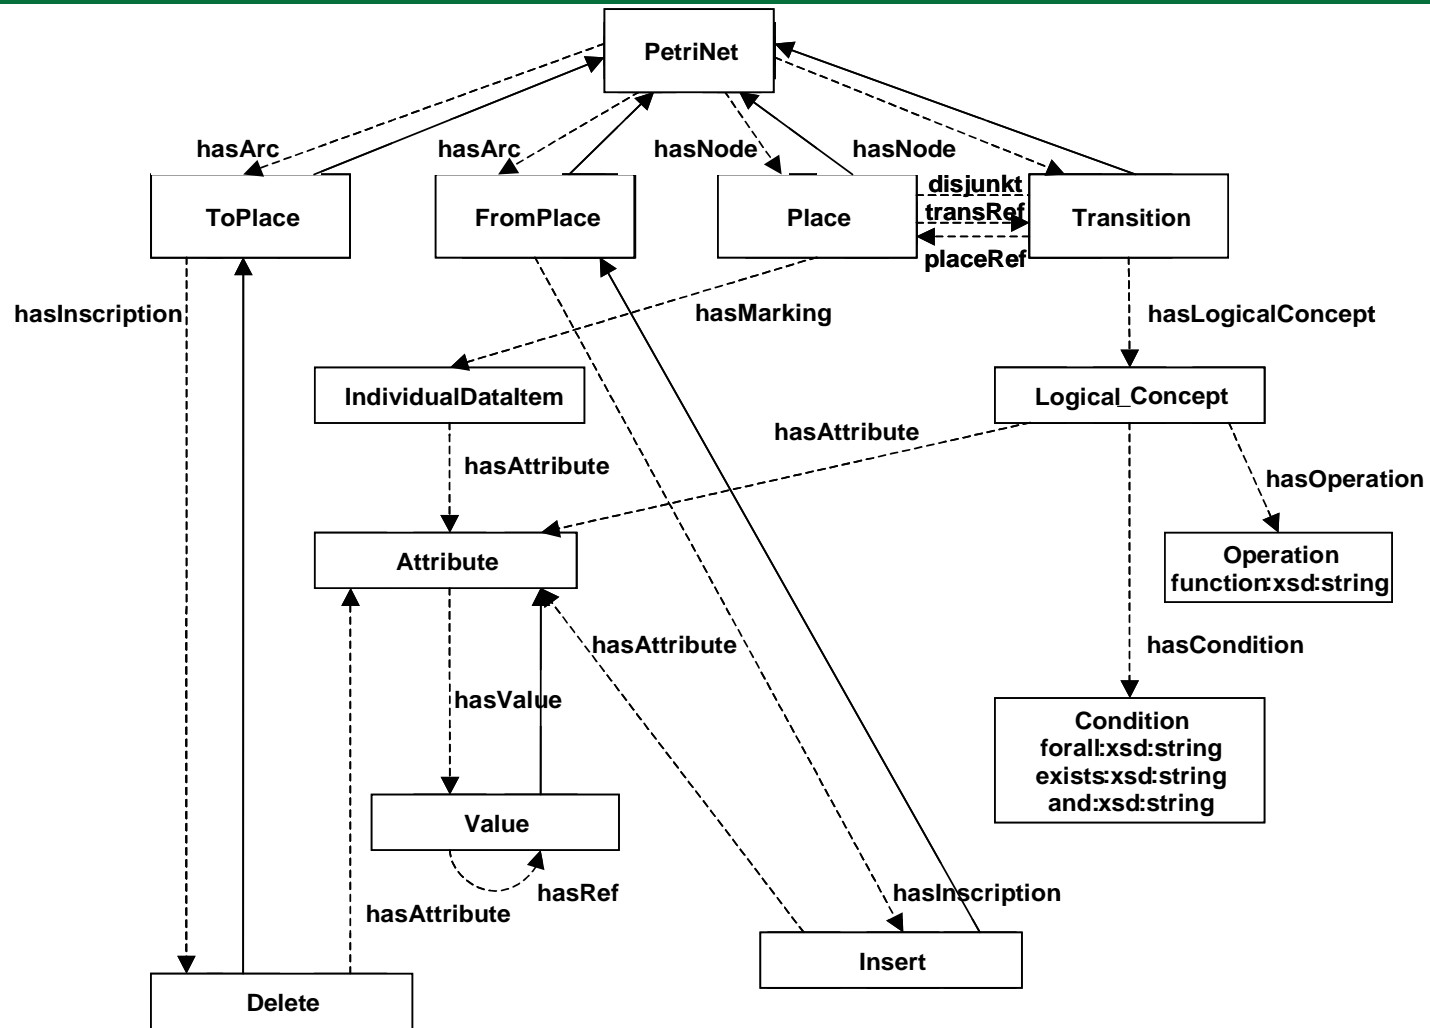 PetriNet
hasArc
hasArc
hasNode
hasNode
ToPlace
FromPlace
Place
disjunkt
transRef
placeRef
Transition
hasInscription
hasMarking
hasLogicalConcept
IndividualDataItem
Logical_Concept
hasAttribute
hasAttribute
hasOperation
Attribute
Operation
function:xsd:string
hasAttribute
hasCondition
hasValue
Condition
forall:xsd:string
exists:xsd:string
and:xsd:string
Value
hasRef
hasAttribute
hasInscription
Insert
Delete